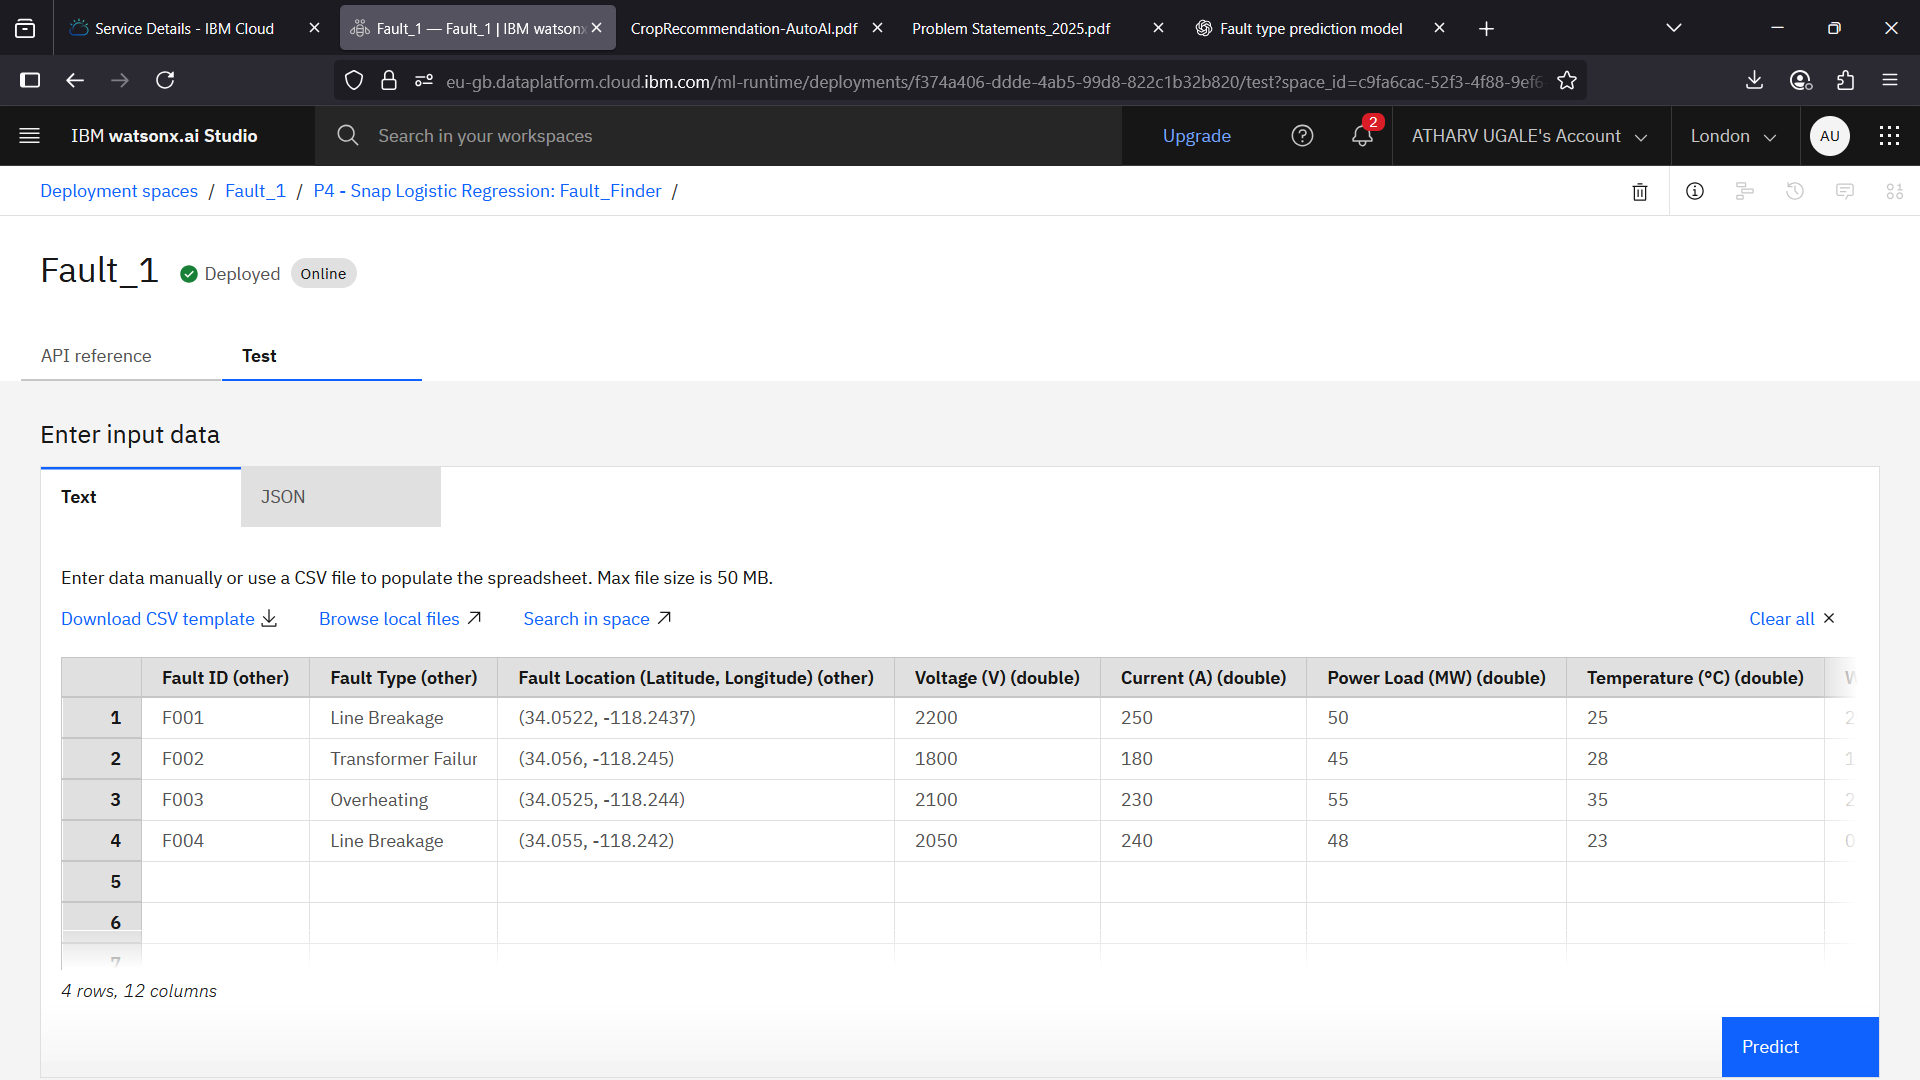 Service Details - IBM Cloud
Fault_1 — Fault_1 | IBM watson
CropRecommendation-AutoAI.pdf
Problem Statements_2025.pdf
Fault type prediction model
eu-gb.dataplatform.cloud.ibm.com/ml-runtime/deployments/f374a406-ddde-4ab5-99d8-822c1b32b820/test?space_id=c9fa6cac-52f3-4f88-9ef6-
IBM watsonx.ai Studio
Search in your workspaces
Upgrade
2
ATHARV UGALE's Account
London
AU
Deployment spaces / Fault_1 / P4 - Snap Logistic Regression: Fault_Finder /
Fault_1
Deployed
Online
API reference
Test
Enter input data
Text
JSON
Enter data manually or use a CSV file to populate the spreadsheet. Max file size is 50 MB.
Download CSV template
Browse local files
Search in space
Clear all
Fault ID (other) Fault Type (other) Fault Location (Latitude, Longitude) (other) Voltage (V) (double) Current (A) (double) Power Load (MW) (double) Temperature (°C) (double) W
1 F001 Line Breakage (34.0522, -118.2437) 2200 250 50 25 2
2 F002 Transformer Failur (34.056, -118.245) 1800 180 45 28 1
3 F003 Overheating (34.0525, -118.244) 2100 230 55 35 2
4 F004 Line Breakage (34.055, -118.242) 2050 240 48 23 0
5
6
7
4 rows, 12 columns
Predict